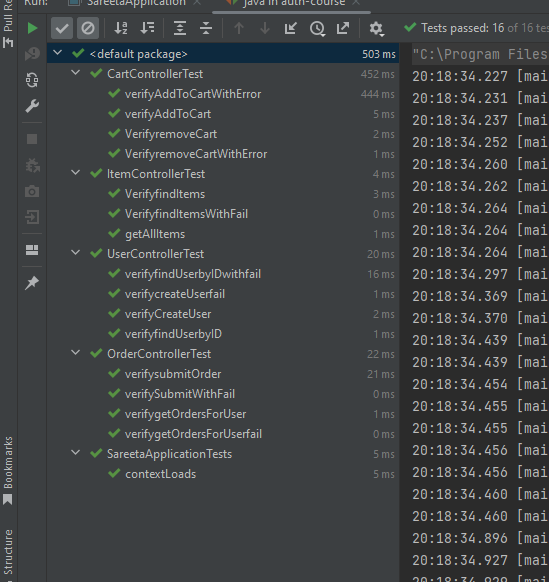 Run: SareetaApplication Java in auth-course
Tests passed: 16 of 16 tes
<default package> 503 ms
CartControllerTest 452 ms
verifyAddToCartWithError 444 ms
verifyAddToCart 5 ms
VerifyremoveCart 2 ms
VerifyremoveCartWithError 1 ms
ItemControllerTest 4 ms
VerifyfindItems 3 ms
VerifyfindItemsWithFail 0 ms
getAllItems 1 ms
UserControllerTest 20 ms
verifyfindUserbyIDwithfail 16 ms
verifycreateUserfail 1 ms
verifyCreateUser 2 ms
verifyfindUserbyID 1 ms
OrderControllerTest 22 ms
verifysubmitOrder 21 ms
verifySubmitWithFail 0 ms
verifygetOrdersForUser 1 ms
verifygetOrdersForUserfail 0 ms
SareetaApplicationTests 5 ms
contextLoads 5 ms
"C:\Program Files
20:18:34.227 [mai
20:18:34.231 [mai
20:18:34.237 [mai
20:18:34.252 [mai
20:18:34.260 [mai
20:18:34.262 [mai
20:18:34.264 [mai
20:18:34.264 [mai
20:18:34.264 [mai
20:18:34.297 [mai
20:18:34.369 [mai
20:18:34.370 [mai
20:18:34.439 [mai
20:18:34.439 [mai
20:18:34.454 [mai
20:18:34.455 [mai
20:18:34.455 [mai
20:18:34.456 [mai
20:18:34.456 [mai
20:18:34.460 [mai
20:18:34.460 [mai
20:18:34.896 [mai
20:18:34.927 [mai
20:18:34.929 [mai
Pull Re
Bookmarks
Structure